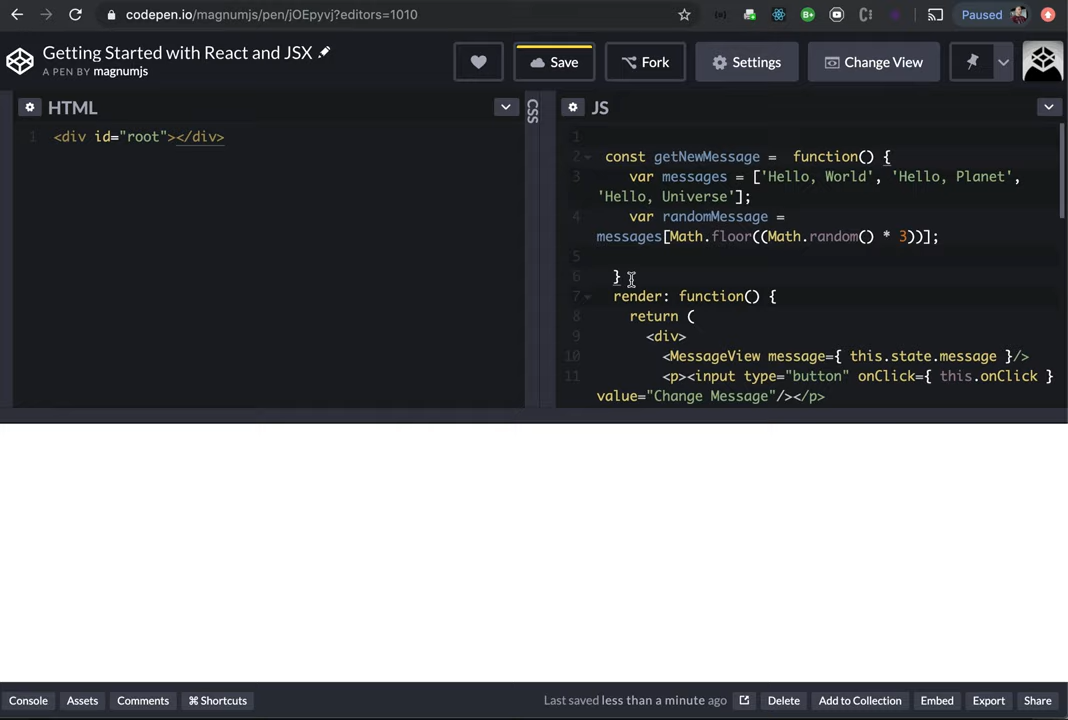 codepen.io/magnumjs/pen/jOEpyvj?editors=1010
Paused
Getting Started with React and JSX
A PEN BY magnumjs
Save
Fork
Settings
Change View
HTML
1 <div id="root"></div>
CSS
JS
1
2 const getNewMessage =  function() {
3 var messages = ['Hello, World', 'Hello, Planet',
'Hello, Universe'];
4 var randomMessage =
messages[Math.floor((Math.random() * 3))];
5
6 }
7 render: function() {
8 return (
9 <div>
10 <MessageView message={ this.state.message }/>
11 <p><input type="button" onClick={ this.onClick }
value="Change Message"/></p>
Console
Assets
Comments
⌘ Shortcuts
Last saved less than a minute ago
Delete
Add to Collection
Embed
Export
Share